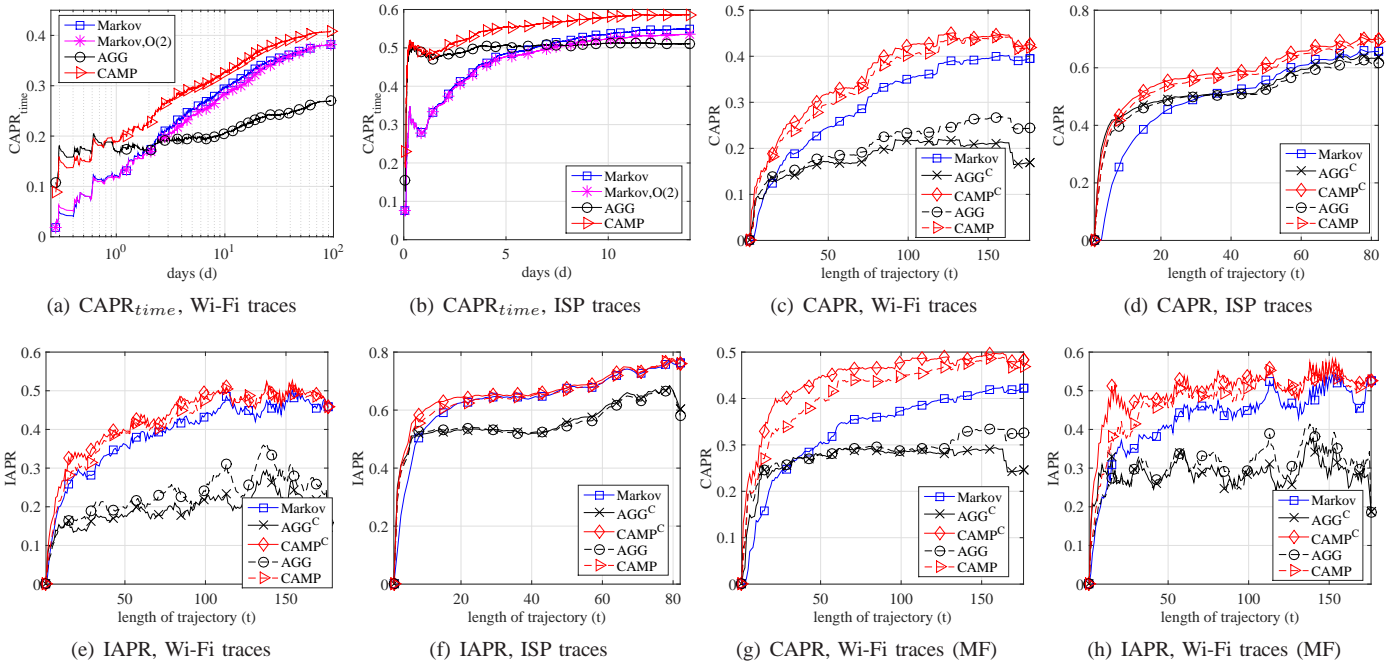 CAPR_time
0.4
0.3
0.2
0.1
0
10^0
10^1
10^2
days (d)
Markov
Markov,O(2)
AGG
CAMP
(a) CAPR_time, Wi-Fi traces
CAPR_time
0.6
0.5
0.4
0.3
0.2
0.1
0
0
5
10
days (d)
Markov
Markov,O(2)
AGG
CAMP
(b) CAPR_time, ISP traces
CAPR
0.5
0.4
0.3
0.2
0.1
0
50
100
150
length of trajectory (t)
Markov
AGG^C
CAMP^C
AGG
CAMP
(c) CAPR, Wi-Fi traces
CAPR
0.8
0.6
0.4
0.2
0
20
40
60
80
length of trajectory (t)
Markov
AGG^C
CAMP^C
AGG
CAMP
(d) CAPR, ISP traces
IAPR
0.6
0.5
0.4
0.3
0.2
0.1
0
50
100
150
length of trajectory (t)
Markov
AGG^C
CAMP^C
AGG
CAMP
(e) IAPR, Wi-Fi traces
IAPR
0.8
0.6
0.4
0.2
0
20
40
60
80
length of trajectory (t)
Markov
AGG^C
CAMP^C
AGG
CAMP
(f) IAPR, ISP traces
CAPR
0.5
0.4
0.3
0.2
0.1
0
50
100
150
length of trajectory (t)
Markov
AGG^C
CAMP^C
AGG
CAMP
(g) CAPR, Wi-Fi traces (MF)
IAPR
0.6
0.5
0.4
0.3
0.2
0.1
0
50
100
150
length of trajectory (t)
Markov
AGG^C
CAMP^C
AGG
CAMP
(h) IAPR, Wi-Fi traces (MF)